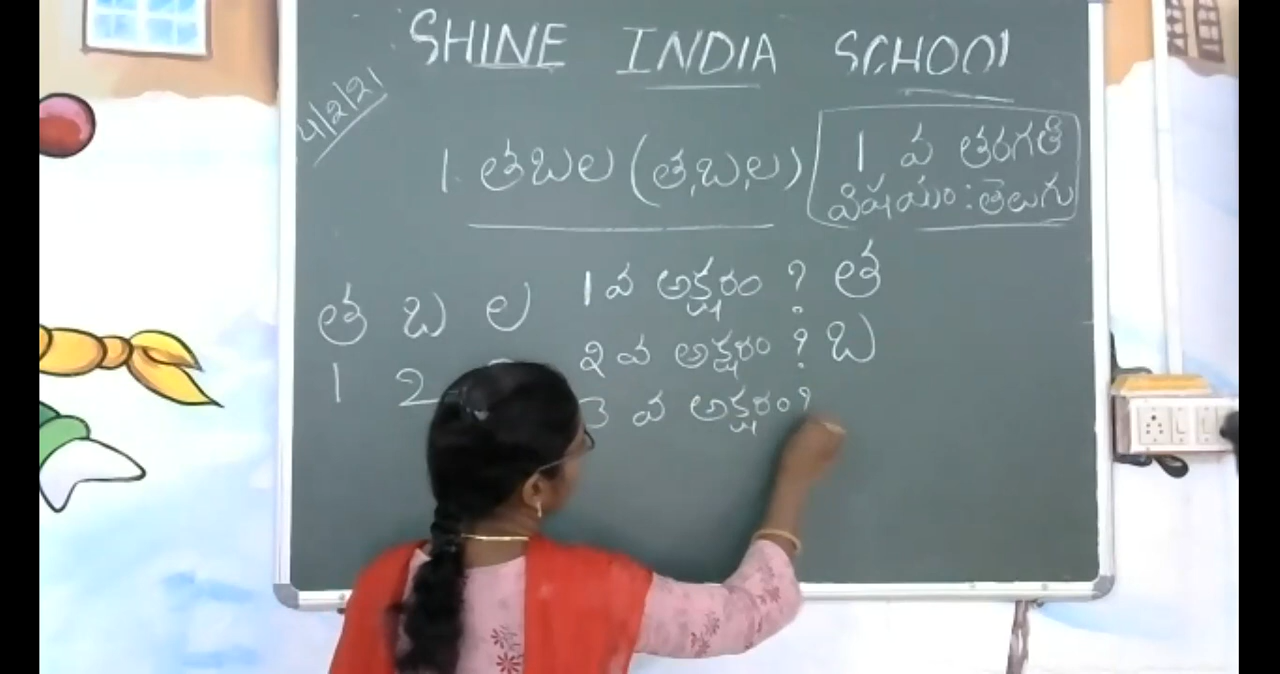 SHINE INDIA SCHOOL
4/2/21
1. తబల (త,బ,ల)
1 వ తరగతి
విషయం : తెలుగు
త బ ల
1 2
1 వ అక్షరం ? త
2 వ అక్షరం ? బ
3 వ అక్షరం ?